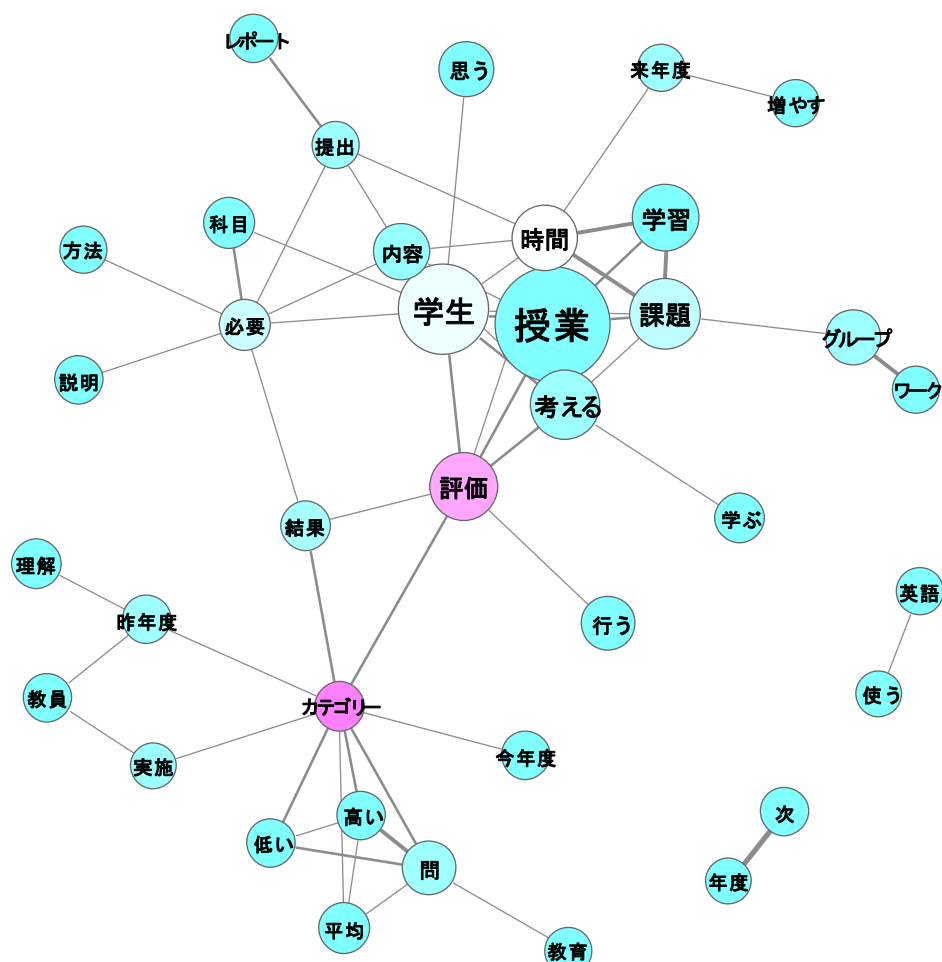 レポート
思う
来年度
増やす
提出
科目
学習
方法
内容
時間
必要
学生
授業
課題
グループ
説明
ワーク
考える
評価
結果
学ぶ
理解
英語
昨年度
行う
教員
使う
カテゴリー
実施
今年度
高い
次
低い
問
年度
平均
教育